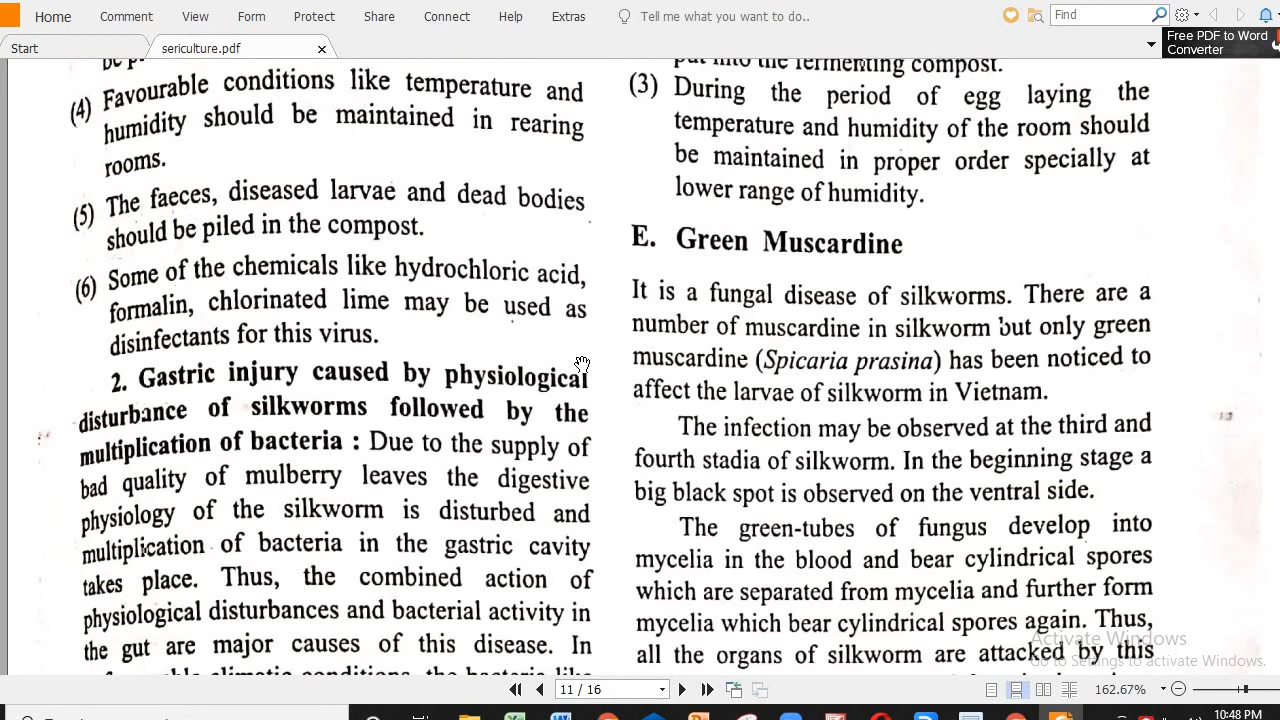 Home Comment View Form Protect Share Connect Help Extras Tell me what you want to do.. Find
Start sericulture.pdf x
Free PDF to Word
Converter
(4) Favourable conditions like temperature and
humidity should be maintained in rearing
rooms.
(5) The faeces, diseased larvae and dead bodies
should be piled in the compost.
(6) Some of the chemicals like hydrochloric acid,
formalin, chlorinated lime may be used as
disinfectants for this virus.
2. Gastric injury caused by physiological
disturbance of silkworms followed by the
multiplication of bacteria : Due to the supply of
bad quality of mulberry leaves the digestive
physiology of the silkworm is disturbed and
multiplication of bacteria in the gastric cavity
takes place. Thus, the combined action of
physiological disturbances and bacterial activity in
the gut are major causes of this disease. In
climatic conditions, the bacteria like
put into the fermenting compost.
(3) During the period of egg laying the
temperature and humidity of the room should
be maintained in proper order specially at
lower range of humidity.
E. Green Muscardine
It is a fungal disease of silkworms. There are a
number of muscardine in silkworm but only green
muscardine (Spicaria prasina) has been noticed to
affect the larvae of silkworm in Vietnam.
The infection may be observed at the third and
fourth stadia of silkworm. In the beginning stage a
big black spot is observed on the ventral side.
The green-tubes of fungus develop into
mycelia in the blood and bear cylindrical spores
which are separated from mycelia and further form
mycelia which bear cylindrical spores again. Thus,
all the organs of silkworm are attacked by this
Activate Windows
Go to Settings to activate Windows.
11 / 16 162.67%
10:48 PM